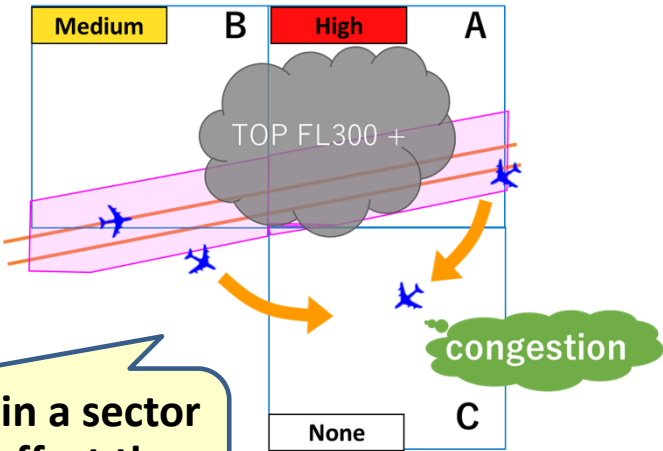 Medium
B
High
A
TOP FL300 +
congestion
in a sector
None
C